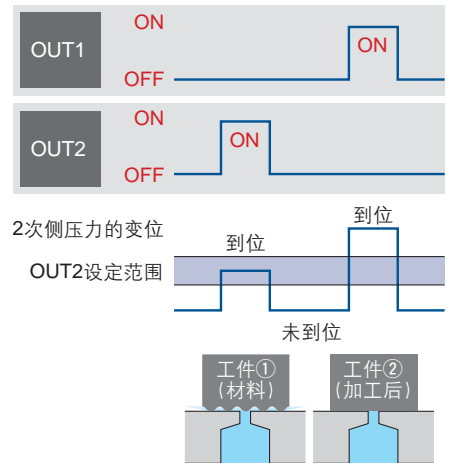 ON
OUT1
ON
OFF
ON
OUT2
ON
OFF
到位
2次侧压力的变位
到位
OUT2设定范围
未到位
工件① 工件②
(材料) (加工后)